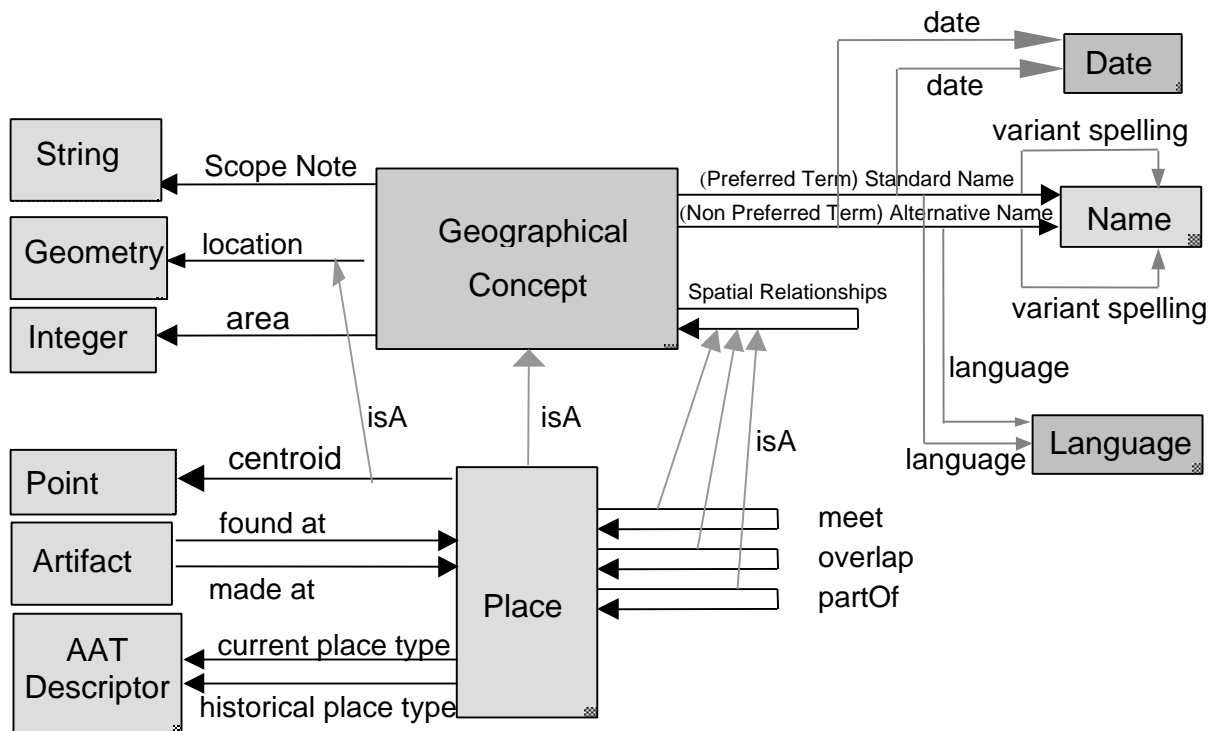 date
Date
date
variant spelling
String
Scope Note
(Preferred Term) Standard Name
(Non Preferred Term) Alternative Name
Name
Geographical
Concept
Geometry
location
Spatial Relationships
variant spelling
Integer
area
language
isA
isA
isA
Language
language
Point
centroid
meet
Artifact
found at
overlap
made at
partOf
Place
AAT
Descriptor
current place type
historical place type